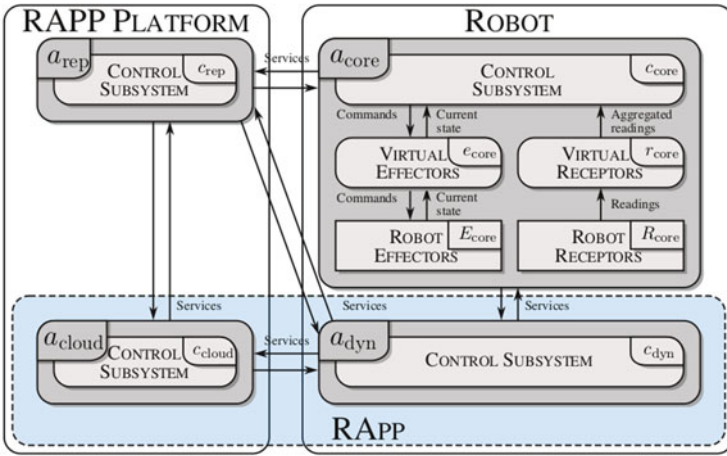 RAPP PLATFORM
ROBOT
a_rep
CONTROL
SUBSYSTEM
c_rep
Services
a_core
CONTROL
SUBSYSTEM
c_core
Commands
Current
state
Aggregated
readings
VIRTUAL
EFFECTORS
e_core
VIRTUAL
RECEPTORS
r_core
Commands
Current
state
Readings
ROBOT
EFFECTORS
E_core
ROBOT
RECEPTORS
R_core
Services
Services
Services
a_cloud
CONTROL
SUBSYSTEM
c_cloud
Services
a_dyn
CONTROL SUBSYSTEM
c_dyn
RAPP